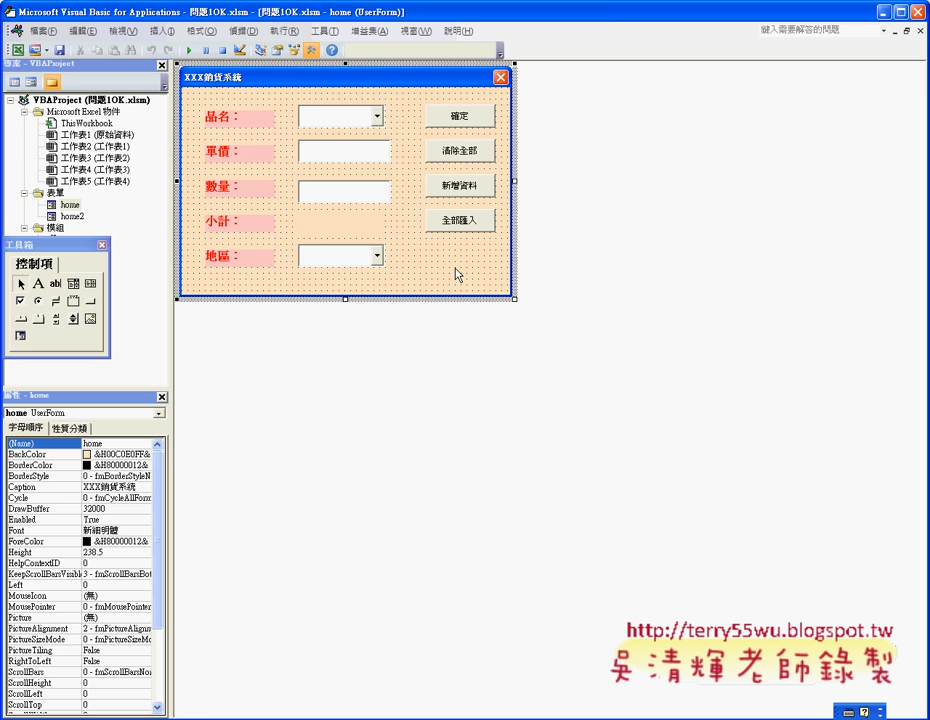 Microsoft Visual Basic for Applications - 問題1OK.xlsm - [問題1OK.xlsm - home (UserForm)]
檔案(F) 編輯(E) 檢視(V) 插入(I) 格式(O) 偵錯(D) 執行(R) 工具(T) 增益集(A) 視窗(W) 說明(H) 鍵入需要解答的問題
專案 - VBAProject
VBAProject (問題1OK.xlsm)
Microsoft Excel 物件
ThisWorkbook
工作表1 (原始資料)
工作表2 (工作表1)
工作表3 (工作表2)
工作表4 (工作表3)
工作表5 (工作表4)
表單
home
home2
模組
XXX銷貨系統
品名： 確定
單價： 清除全部
數量： 新增資料
小計： 全部匯入
地區：
工具箱
控制項
屬性 - home
home UserForm
字母順序 性質分類
(Name) home
BackColor &H00C0E0FF&
BorderColor &H80000012&
BorderStyle 0 - fmBorderStyleN
Caption XXX銷貨系統
Cycle 0 - fmCycleAllForm
DrawBuffer 32000
Enabled True
Font 新細明體
ForeColor &H80000012&
Height 238.5
HelpContextID 0
KeepScrollBarsVisibl 3 - fmScrollBarsBot
Left 0
MouseIcon (無)
MousePointer 0 - fmMousePointer
Picture (無)
PictureAlignment 2 - fmPictureAlignn
PictureSizeMode 0 - fmPictureSizeMo
PictureTiling False
RightToLeft False
ScrollBars 0 - fmScrollBarsNon
ScrollHeight 0
ScrollLeft 0
ScrollTop 0
http://terry55wu.blogspot.tw
吳清輝老師錄製